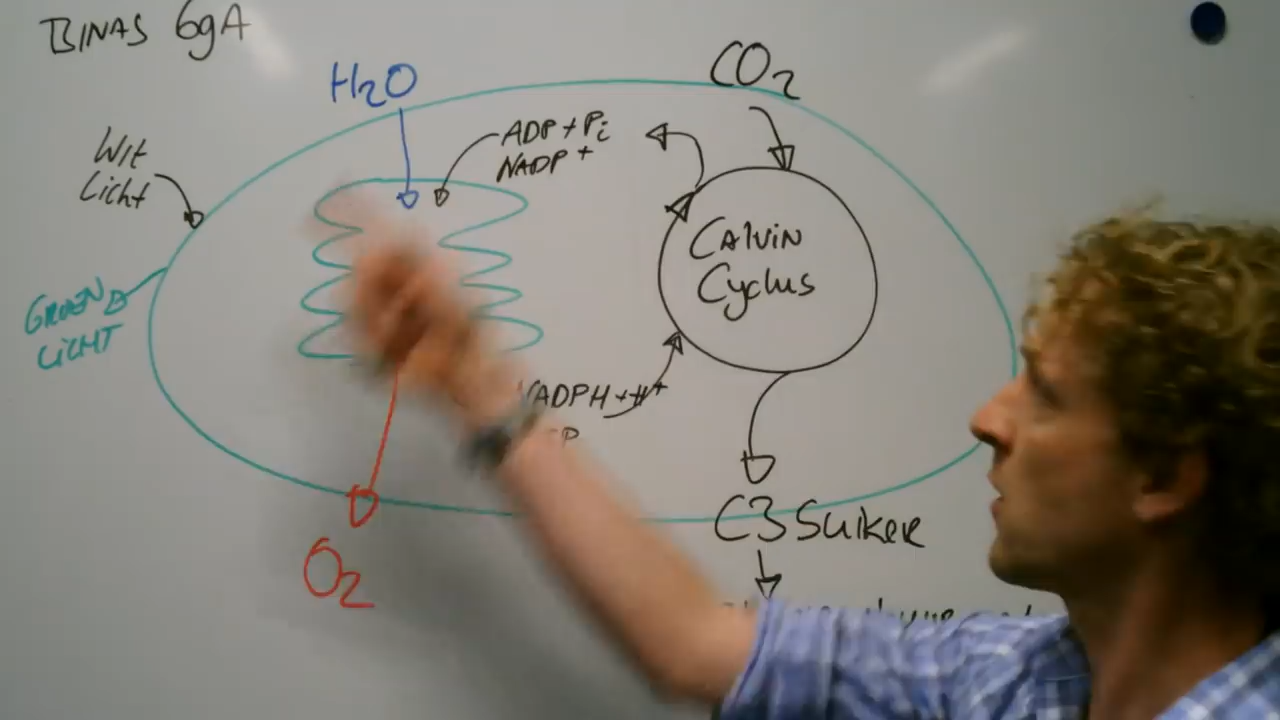 BINAS 69A
H2O
CO2
Wit
Licht
ADP + Pi
NADP+
Calvin
Cyclus
GROEN
LICHT
NADPH + H+
O2
C3 Suiker